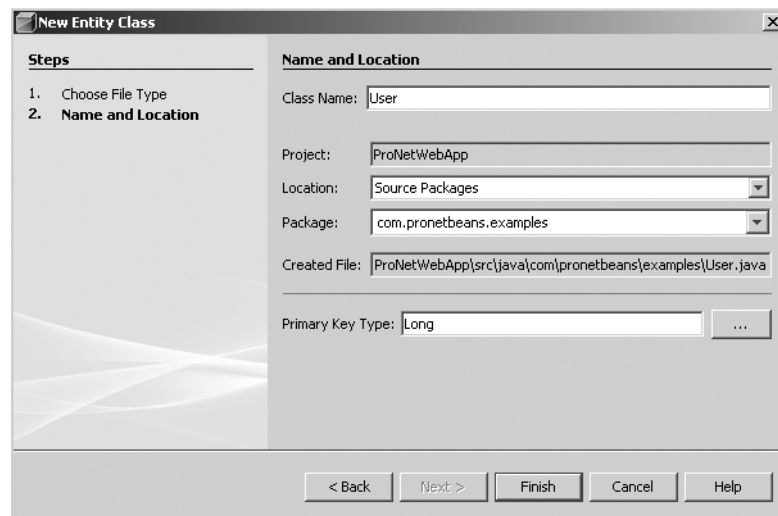 New Entity Class
Steps
1. Choose File Type
2. Name and Location
Name and Location
Class Name: User
Project: ProNetWebApp
Location: Source Packages
Package: com.pronetbeans.examples
Created File: ProNetWebApp\src\java\com\pronetbeans\examples\User.java
Primary Key Type: Long ...
< Back Next > Finish Cancel Help